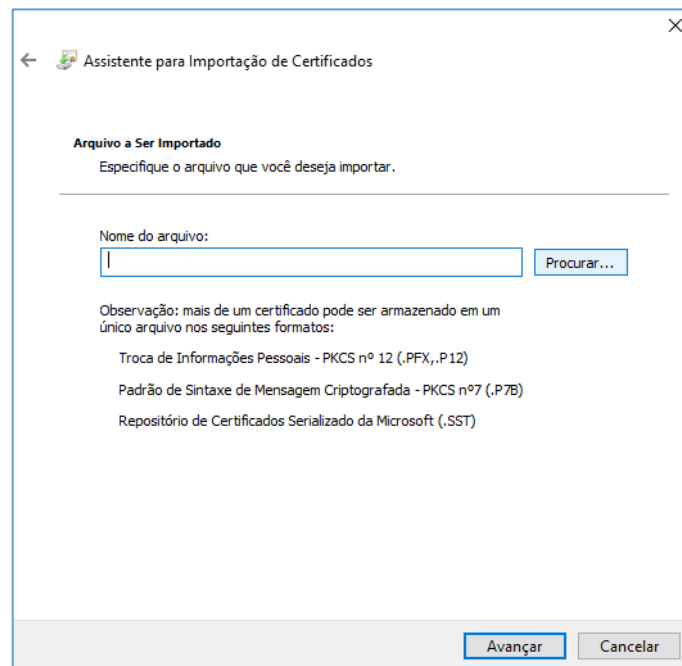 Assistente para Importação de Certificados
Arquivo a Ser Importado
Especifique o arquivo que você deseja importar.
Nome do arquivo:
Procurar...
Observação: mais de um certificado pode ser armazenado em um
único arquivo nos seguintes formatos:
Troca de Informações Pessoais - PKCS nº 12 (.PFX,.P12)
Padrão de Sintaxe de Mensagem Criptografada - PKCS nº7 (.P7B)
Repositório de Certificados Serializado da Microsoft (.SST)
Avançar Cancelar